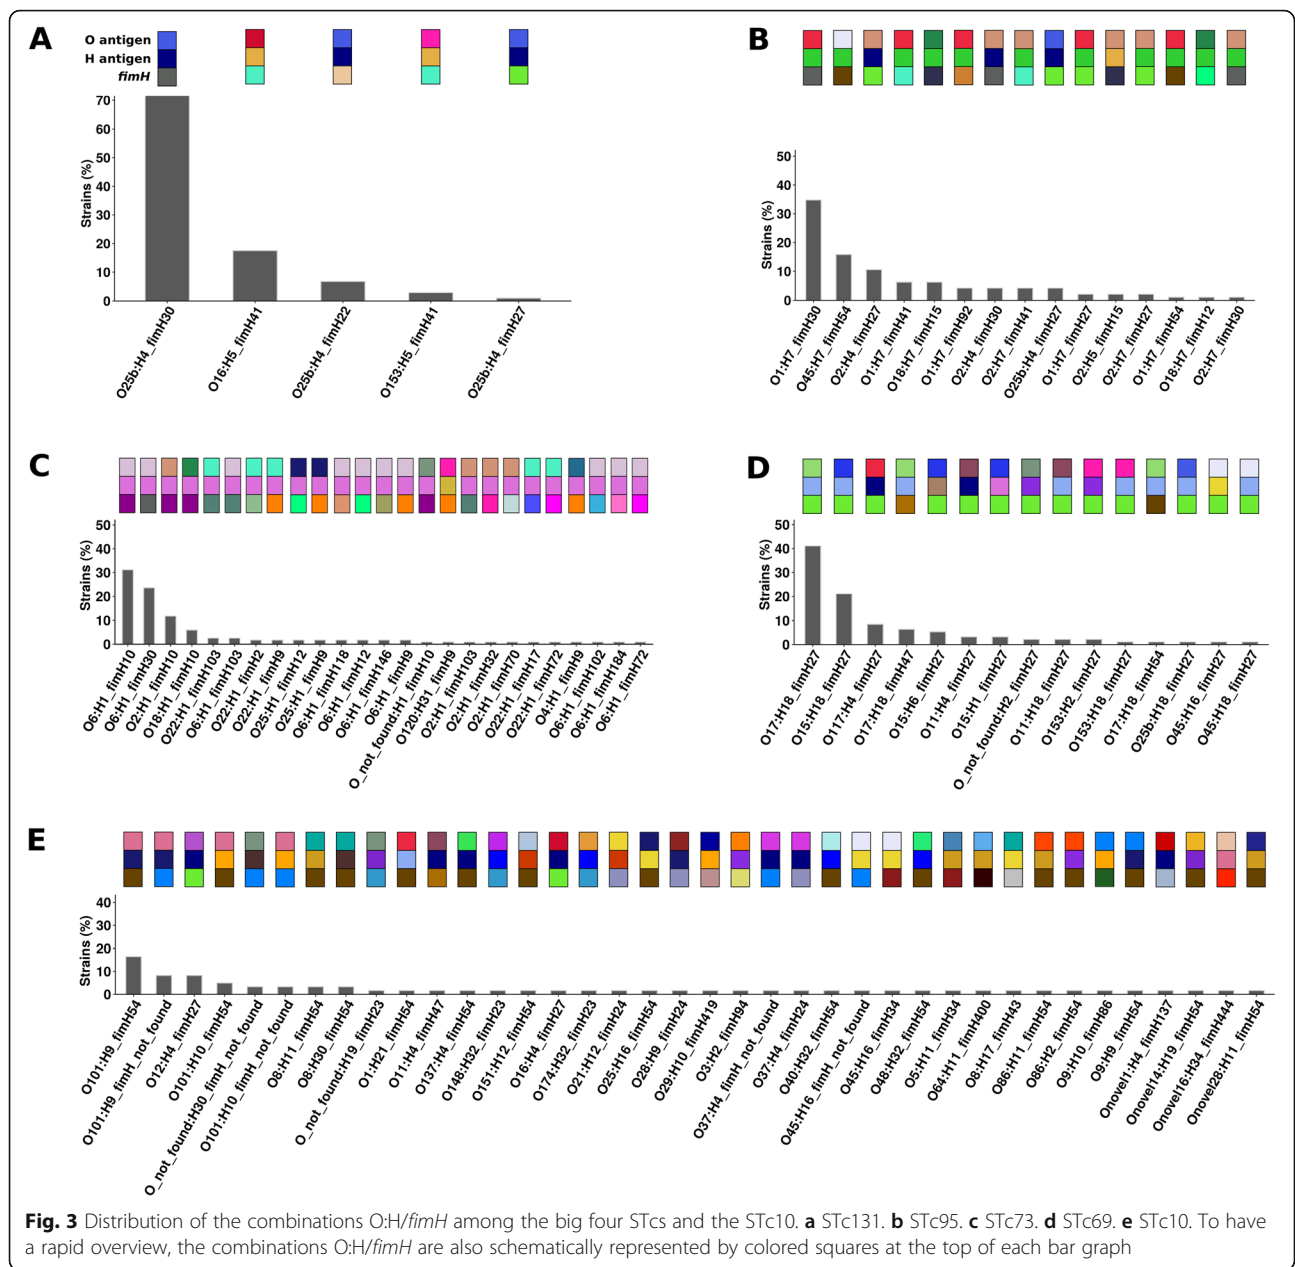 A
O antigen
H antigen
fimH
Strains (%)
70
60
50
40
30
20
10
0
O25b:H4_fimH30
O16:H5_fimH41
O25b:H4_fimH22
O153:H5_fimH41
O25b:H4_fimH27
B
Strains (%)
50
40
30
20
10
0
O1:H7_fimH30
O45:H7_fimH54
O2:H4_fimH27
O1:H7_fimH41
O18:H7_fimH15
O1:H7_fimH92
O2:H4_fimH30
O2:H7_fimH41
O25b:H4_fimH27
O1:H7_fimH27
O2:H5_fimH15
O2:H7_fimH27
O1:H7_fimH54
O18:H7_fimH12
O2:H7_fimH30
C
Strains (%)
50
40
30
20
10
0
O6:H1_fimH10
O6:H1_fimH30
O2:H1_fimH10
O18:H1_fimH10
O22:H1_fimH103
O6:H1_fimH103
O22:H1_fimH2
O22:H1_fimH9
O25:H1_fimH12
O25:H1_fimH9
O6:H1_fimH118
O6:H1_fimH12
O6:H1_fimH146
O6:H1_fimH9
O_not_found:H1_fimH10
O120:H31_fimH9
O2:H1_fimH103
O2:H1_fimH32
O2:H1_fimH70
O22:H1_fimH17
O22:H1_fimH72
O4:H1_fimH9
O6:H1_fimH102
O6:H1_fimH184
O6:H1_fimH72
D
Strains (%)
50
40
30
20
10
0
O17:H18_fimH27
O15:H18_fimH27
O17:H4_fimH27
O17:H18_fimH47
O15:H6_fimH27
O11:H4_fimH27
O15:H1_fimH27
O_not_found:H2_fimH27
O11:H18_fimH27
O153:H2_fimH27
O153:H18_fimH27
O17:H18_fimH54
O25b:H18_fimH27
O45:H16_fimH27
O45:H18_fimH27
E
Strains (%)
40
30
20
10
0
O101:H9_fimH54
O101:H9_fimH_not_found
O12:H4_fimH27
O101:H10_fimH54
O_not_found:H30_fimH_not_found
O101:H10_fimH_not_found
O8:H11_fimH54
O8:H30_fimH54
O_not_found:H19_fimH23
O1:H21_fimH54
O11:H4_fimH47
O137:H4_fimH54
O148:H32_fimH23
O151:H12_fimH54
O16:H4_fimH27
O174:H32_fimH23
O21:H12_fimH24
O25:H16_fimH54
O28:H9_fimH24
O29:H10_fimH419
O3:H2_fimH94
O37:H4_fimH_not_found
O37:H4_fimH24
O40:H32_fimH54
O45:H16_fimH_not_found
O45:H16_fimH34
O48:H32_fimH54
O5:H11_fimH34
O64:H11_fimH400
O8:H17_fimH43
O86:H11_fimH54
O86:H2_fimH54
O9:H10_fimH86
O9:H9_fimH54
Onovel1:H4_fimH137
Onovel14:H19_fimH54
Onovel16:H34_fimH444
Onovel28:H11_fimH54
Fig. 3 Distribution of the combinations O:H/fimH among the big four STcs and the STc10. a STc131. b STc95. c STc73. d STc69. e STc10. To have
a rapid overview, the combinations O:H/fimH are also schematically represented by colored squares at the top of each bar graph